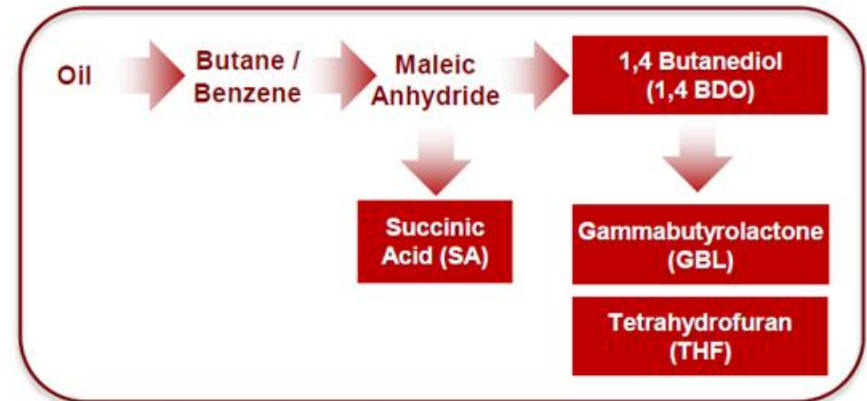 Oil
Butane /
Benzene
Maleic
Anhydride
1,4 Butanediol
(1,4 BDO)
Succinic
Acid (SA)
Gammabutyrolactone
(GBL)
Tetrahydrofuran
(THF)